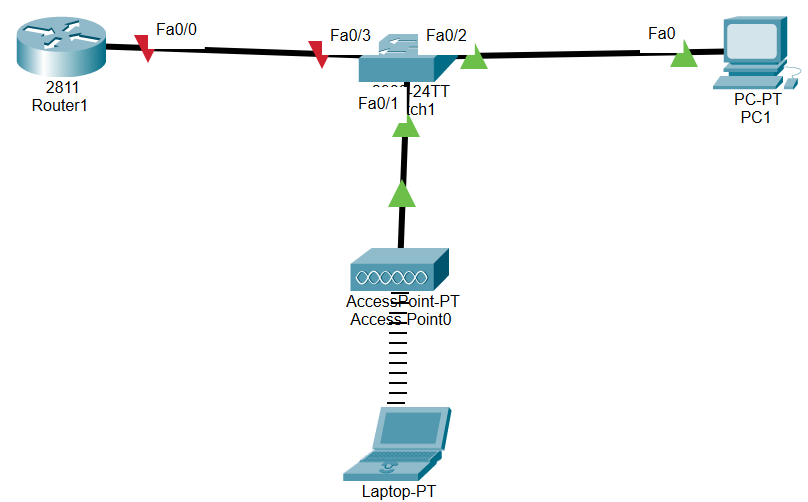 Fa0/0
Fa0/3
Fa0/2
Fa0
2811
Router1
-24TT
Fa0/1
PC-PT
PC1
AccessPoint-PT
Access Point0
Laptop-PT